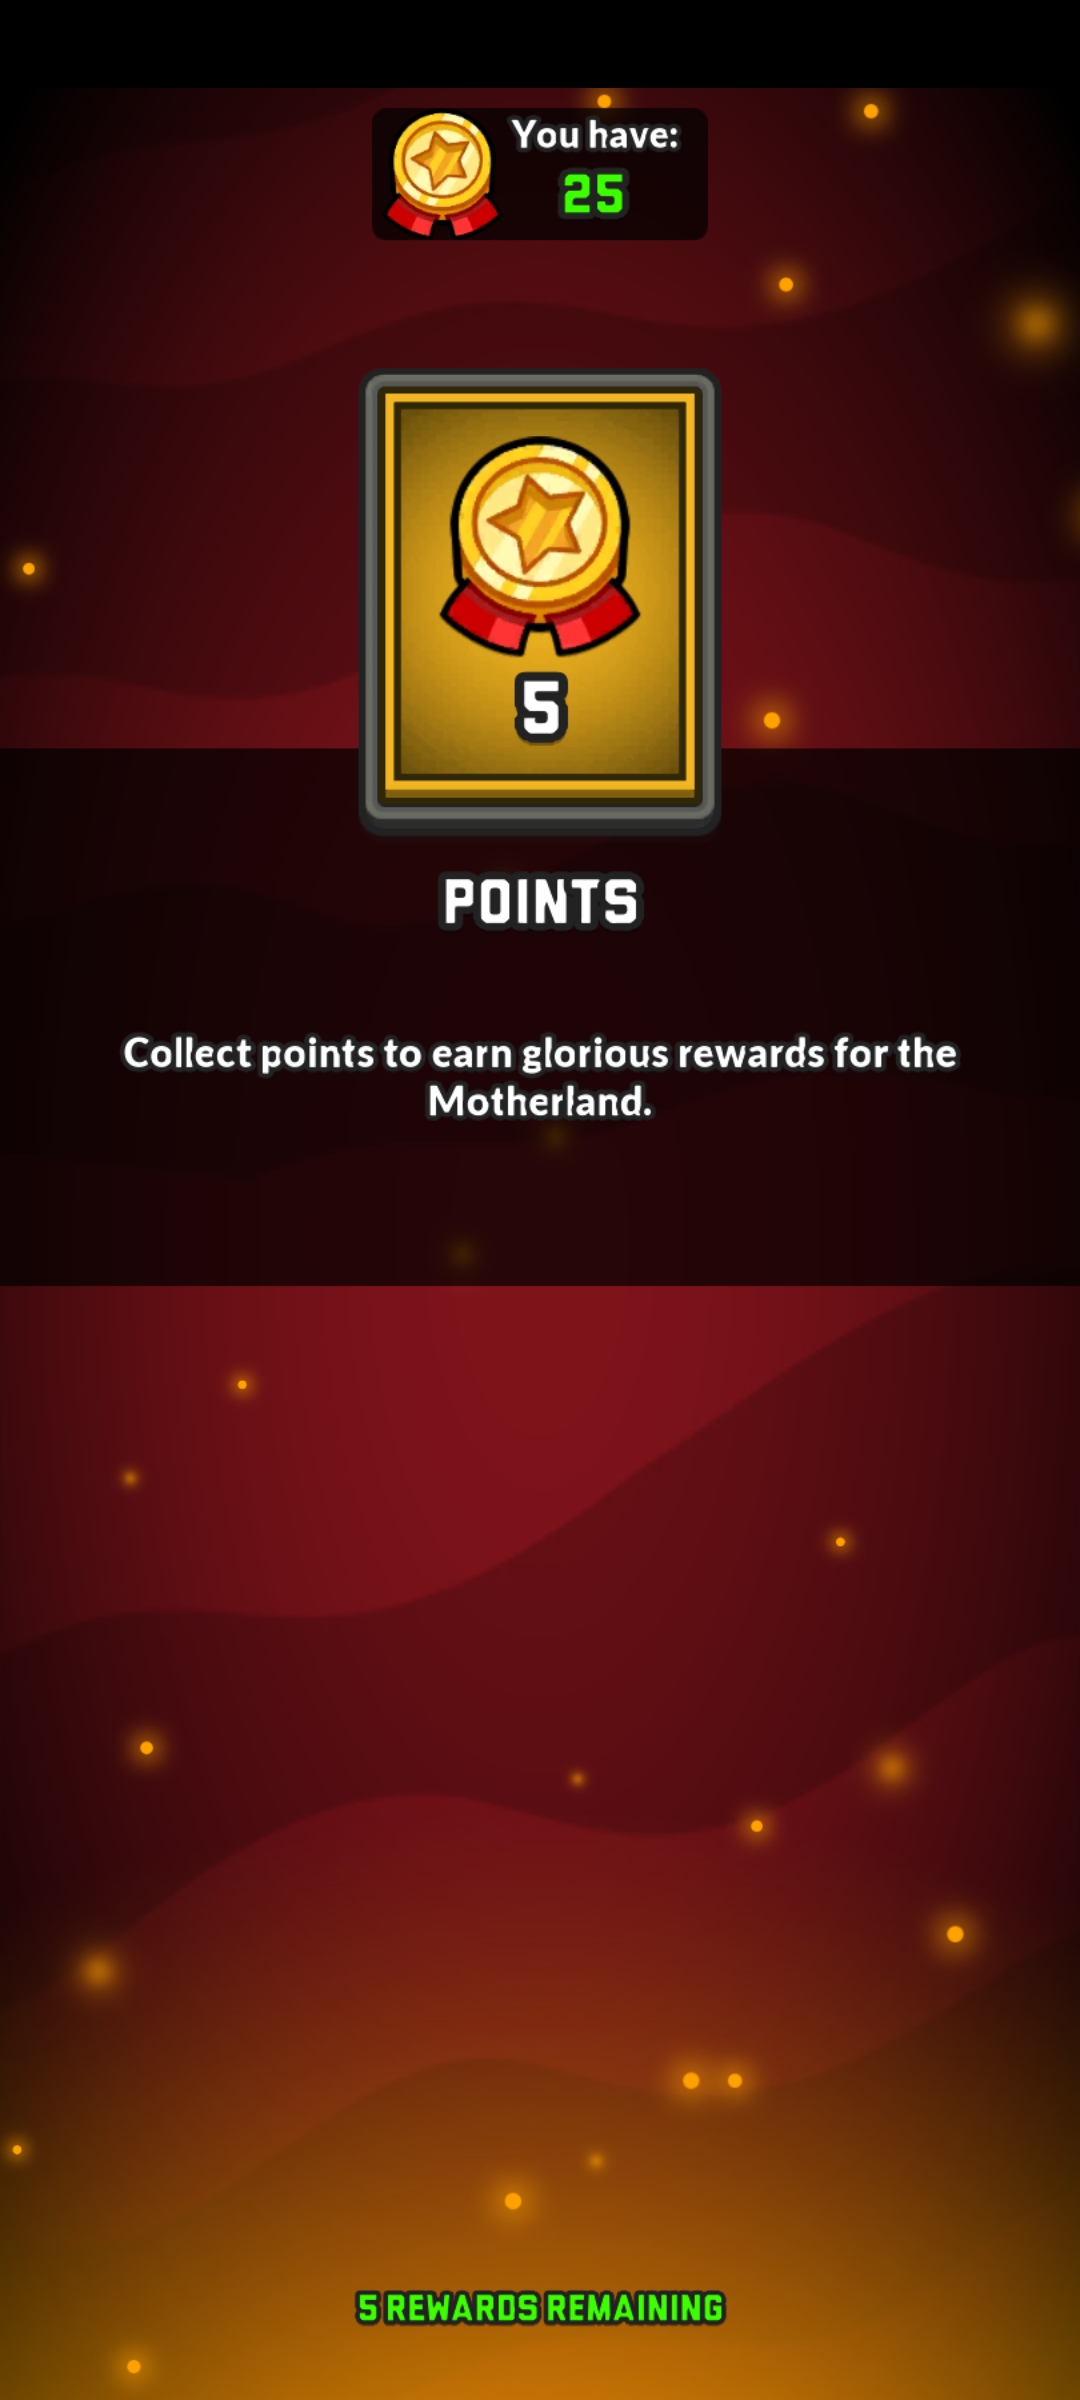 You have:
25
5
POINTS
Collect points to earn glorious rewards for the
Motherland.
5 REWARDS REMAINING